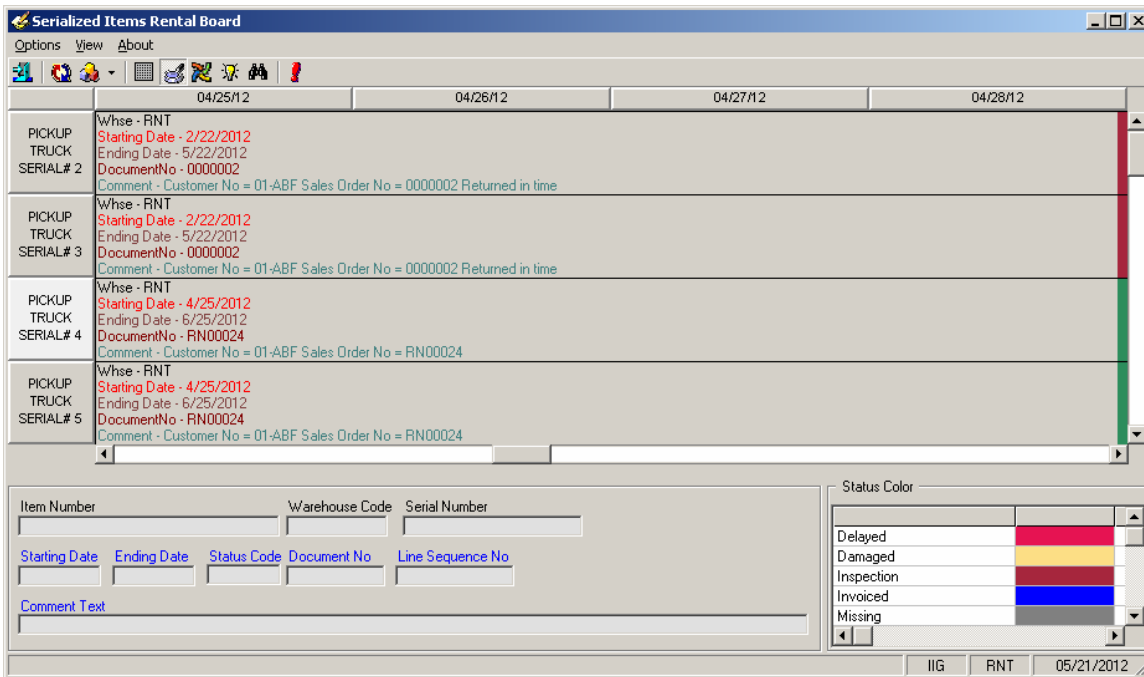 Serialized Items Rental Board
Options View About
04/25/12 04/26/12 04/27/12 04/28/12
PICKUP
TRUCK
SERIAL# 2
Whse - RNT
Starting Date - 2/22/2012
Ending Date - 5/22/2012
DocumentNo - 0000002
Comment - Customer No = 01-ABF Sales Order No = 0000002 Returned in time
PICKUP
TRUCK
SERIAL# 3
Whse - RNT
Starting Date - 2/22/2012
Ending Date - 5/22/2012
DocumentNo - 0000002
Comment - Customer No = 01-ABF Sales Order No = 0000002 Returned in time
PICKUP
TRUCK
SERIAL# 4
Whse - RNT
Starting Date - 4/25/2012
Ending Date - 6/25/2012
DocumentNo - RN00024
Comment - Customer No = 01-ABF Sales Order No = RN00024
PICKUP
TRUCK
SERIAL# 5
Whse - RNT
Starting Date - 4/25/2012
Ending Date - 6/25/2012
DocumentNo - RN00024
Comment - Customer No = 01-ABF Sales Order No = RN00024
Item Number Warehouse Code Serial Number
Starting Date Ending Date Status Code Document No Line Sequence No
Comment Text
Status Color
Delayed
Damaged
Inspection
Invoiced
Missing
IIG RNT 05/21/2012